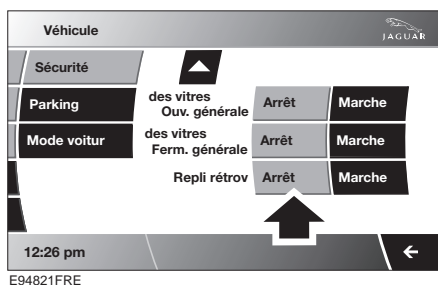 Véhicule
JAGUAR
Sécurité
Parking
Mode voitur
des vitres
Ouv. générale
Arrêt
Marche
des vitres
Ferm. générale
Arrêt
Marche
Repli rétrov
Arrêt
Marche
12:26 pm
E94821FRE